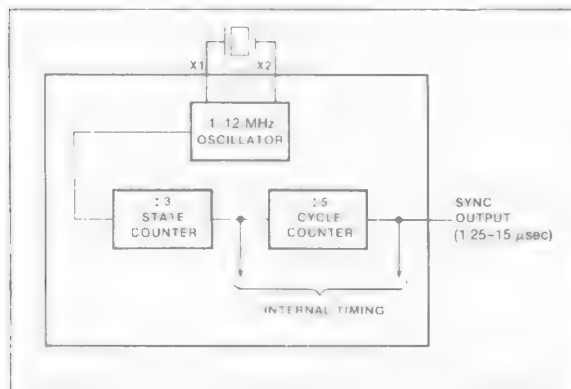 X1 X2
1-12 MHz
OSCILLATOR
÷3
STATE
COUNTER
÷5
CYCLE
COUNTER
SYNC
OUTPUT
(1 25-15 μsec)
INTERNAL TIMING